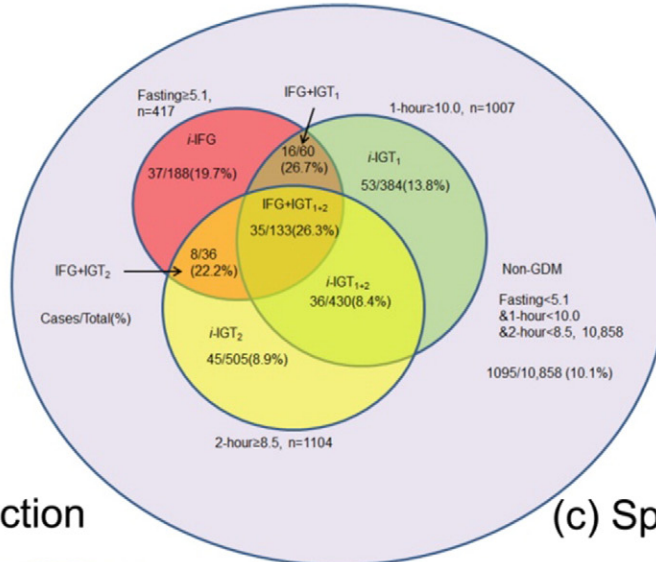 Fasting≥5.1,
n=417
IFG+IGT1
1-hour≥10.0, n=1007
i-IFG
37/188(19.7%)
16/60
(26.7%)
i-IGT1
53/384(13.8%)
IFG+IGT1+2
35/133(26.3%)
8/36
(22.2%)
IFG+IGT2
i-IGT1+2
36/430(8.4%)
Non-GDM
Fasting<5.1
&1-hour<10.0
&2-hour<8.5, 10,858
1095/10,858 (10.1%)
Cases/Total(%)
i-IGT2
45/505(8.9%)
2-hour≥8.5, n=1104
ction
(c) Sp